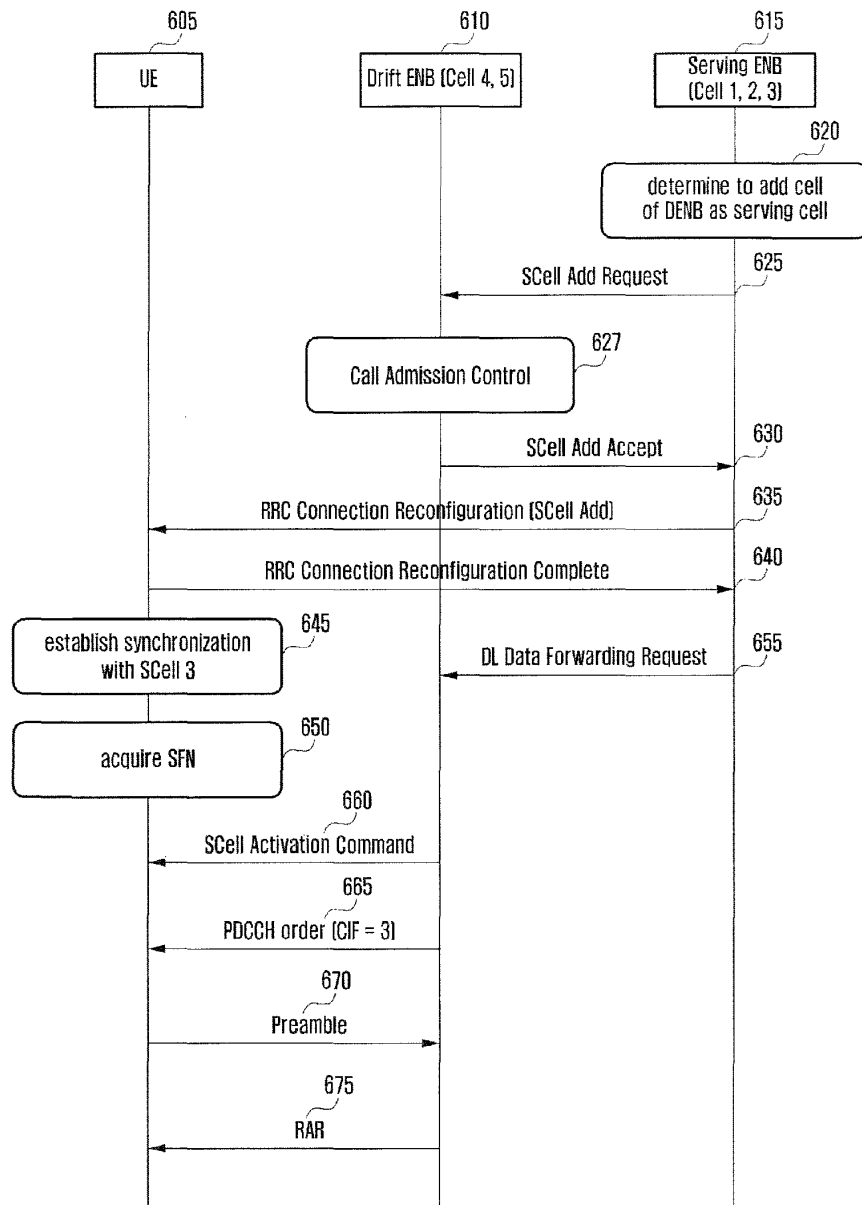 605
610
615
UE
Drift ENB (Cell 4, 5)
Serving ENB
(Cell 1, 2, 3)
620
determine to add cell
of DENB as serving cell
625
SCell Add Request
627
Call Admission Control
630
SCell Add Accept
635
RRC Connection Reconfiguration (SCell Add)
640
RRC Connection Reconfiguration Complete
645
establish synchronization
with SCell 3
655
DL Data Forwarding Request
650
acquire SFN
660
SCell Activation Command
665
PDCCH order (CIF = 3)
670
Preamble
675
RAR